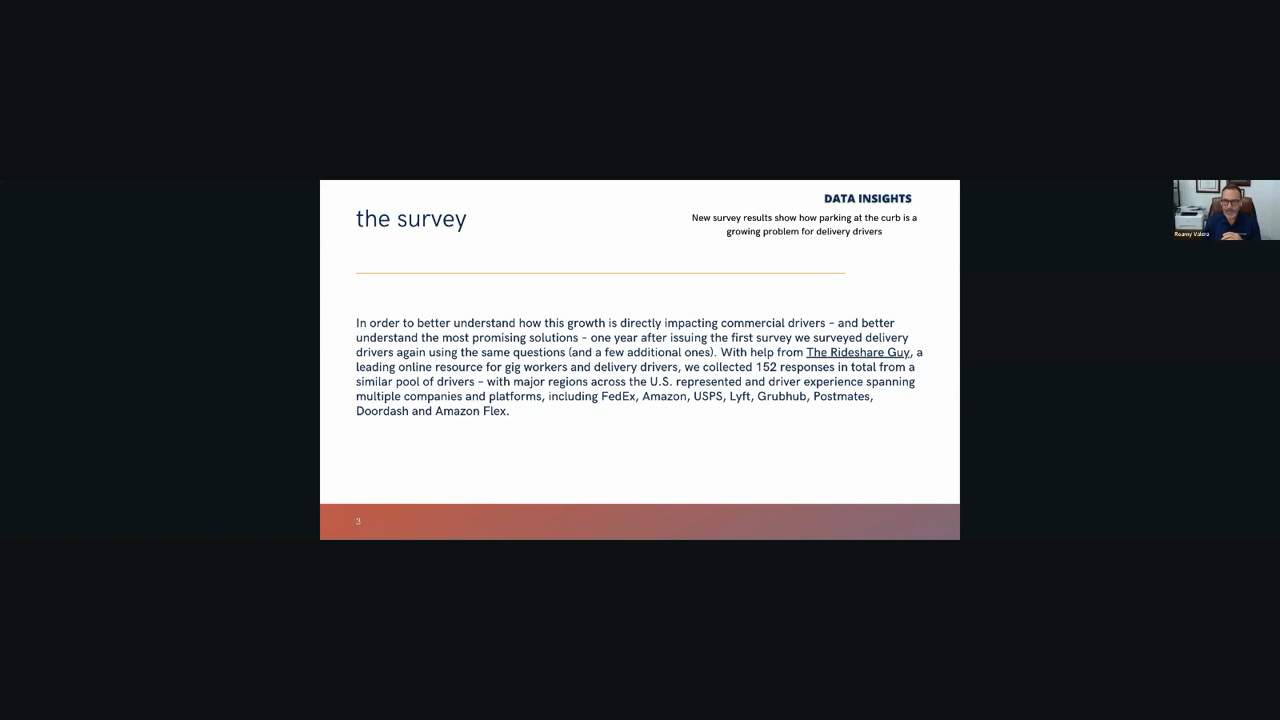 the survey
DATA INSIGHTS
New survey results show how parking at the curb is a
growing problem for delivery drivers
In order to better understand how this growth is directly impacting commercial drivers – and better
understand the most promising solutions – one year after issuing the first survey we surveyed delivery
drivers again using the same questions (and a few additional ones). With help from The Rideshare Guy, a
leading online resource for gig workers and delivery drivers, we collected 152 responses in total from a
similar pool of drivers – with major regions across the U.S. represented and driver experience spanning
multiple companies and platforms, including FedEx, Amazon, USPS, Lyft, Grubhub, Postmates,
Doordash and Amazon Flex.
3
Roamy Valera